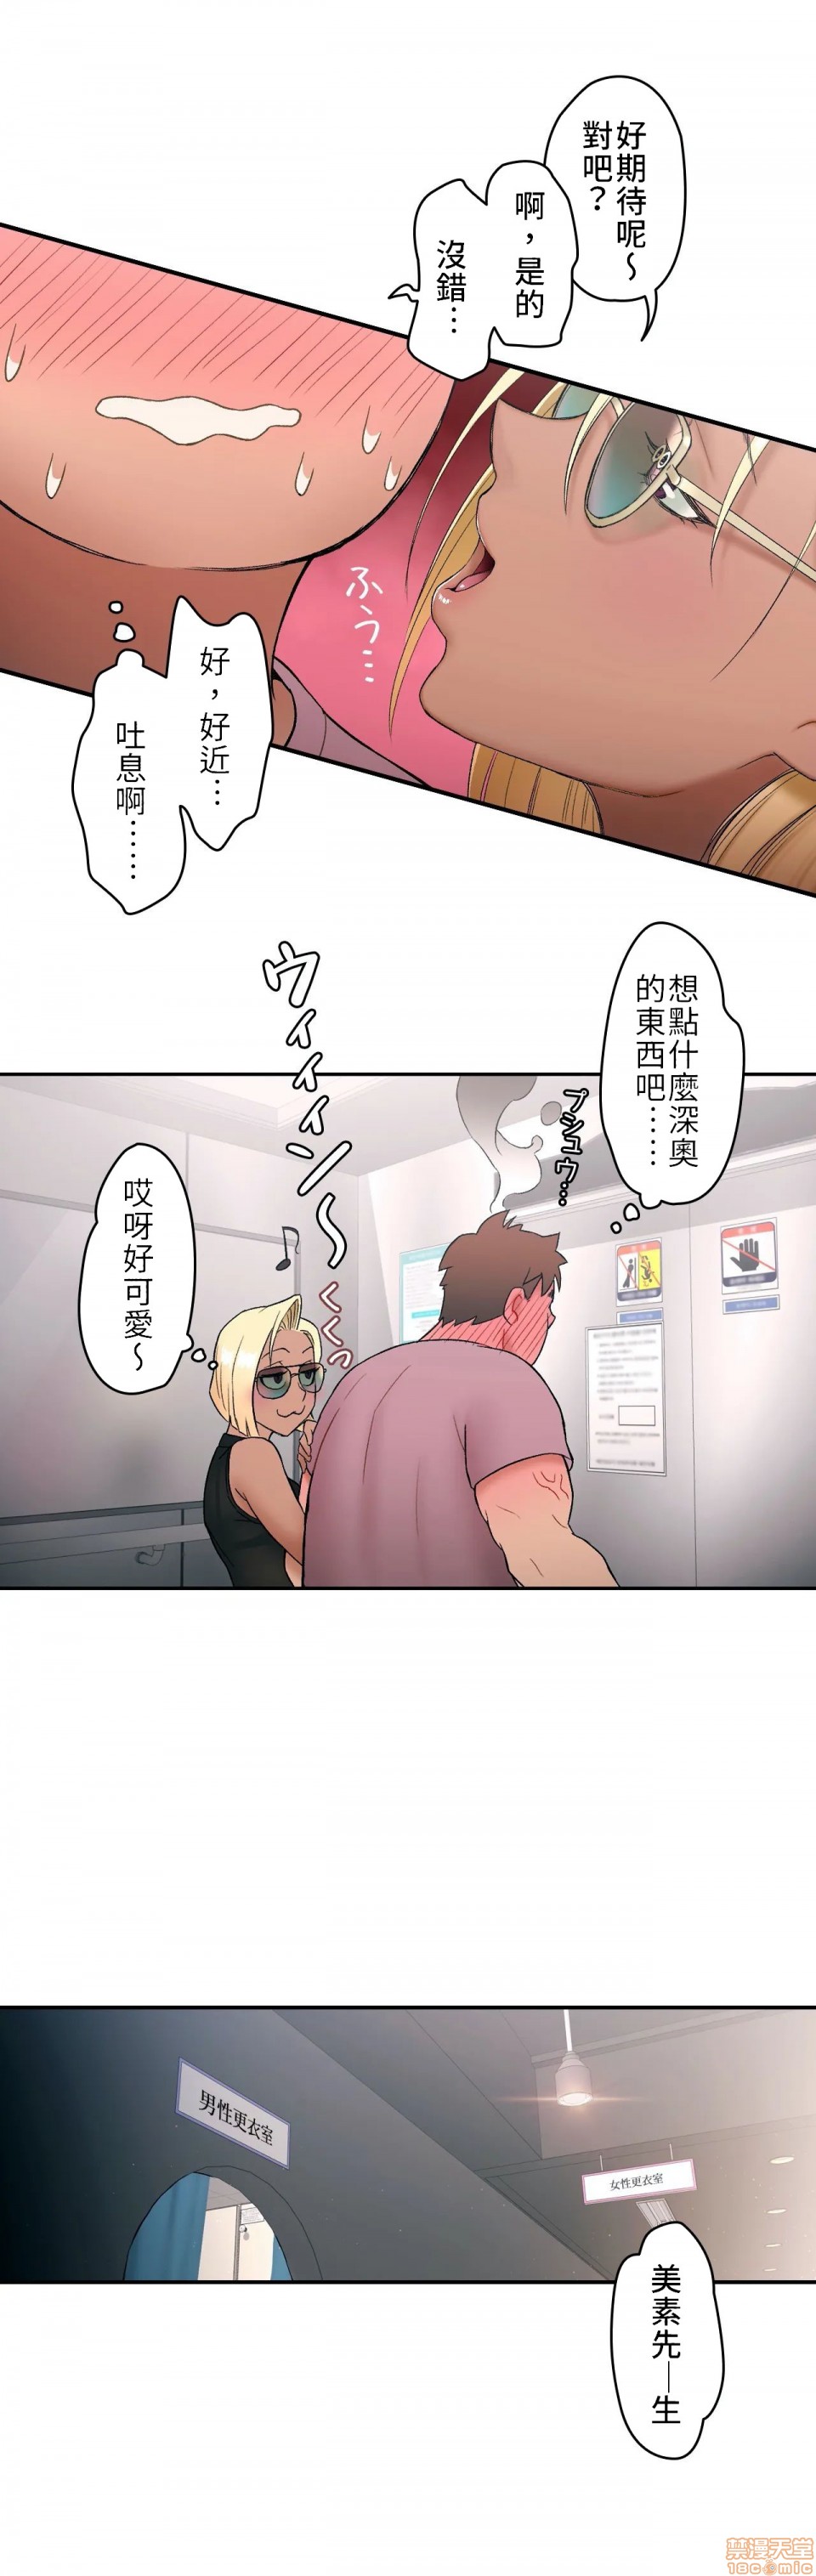 好期待呢～
對吧？
啊，是的
沒錯…
ふぅ…
好，好近…
吐息啊……
想點什麼深奧
的東西吧……
ウィィィン～
プシュウ…
哎呀好可愛～
くくっ
男性更衣室
女性更衣室
美素先—生
禁漫天堂
18comic